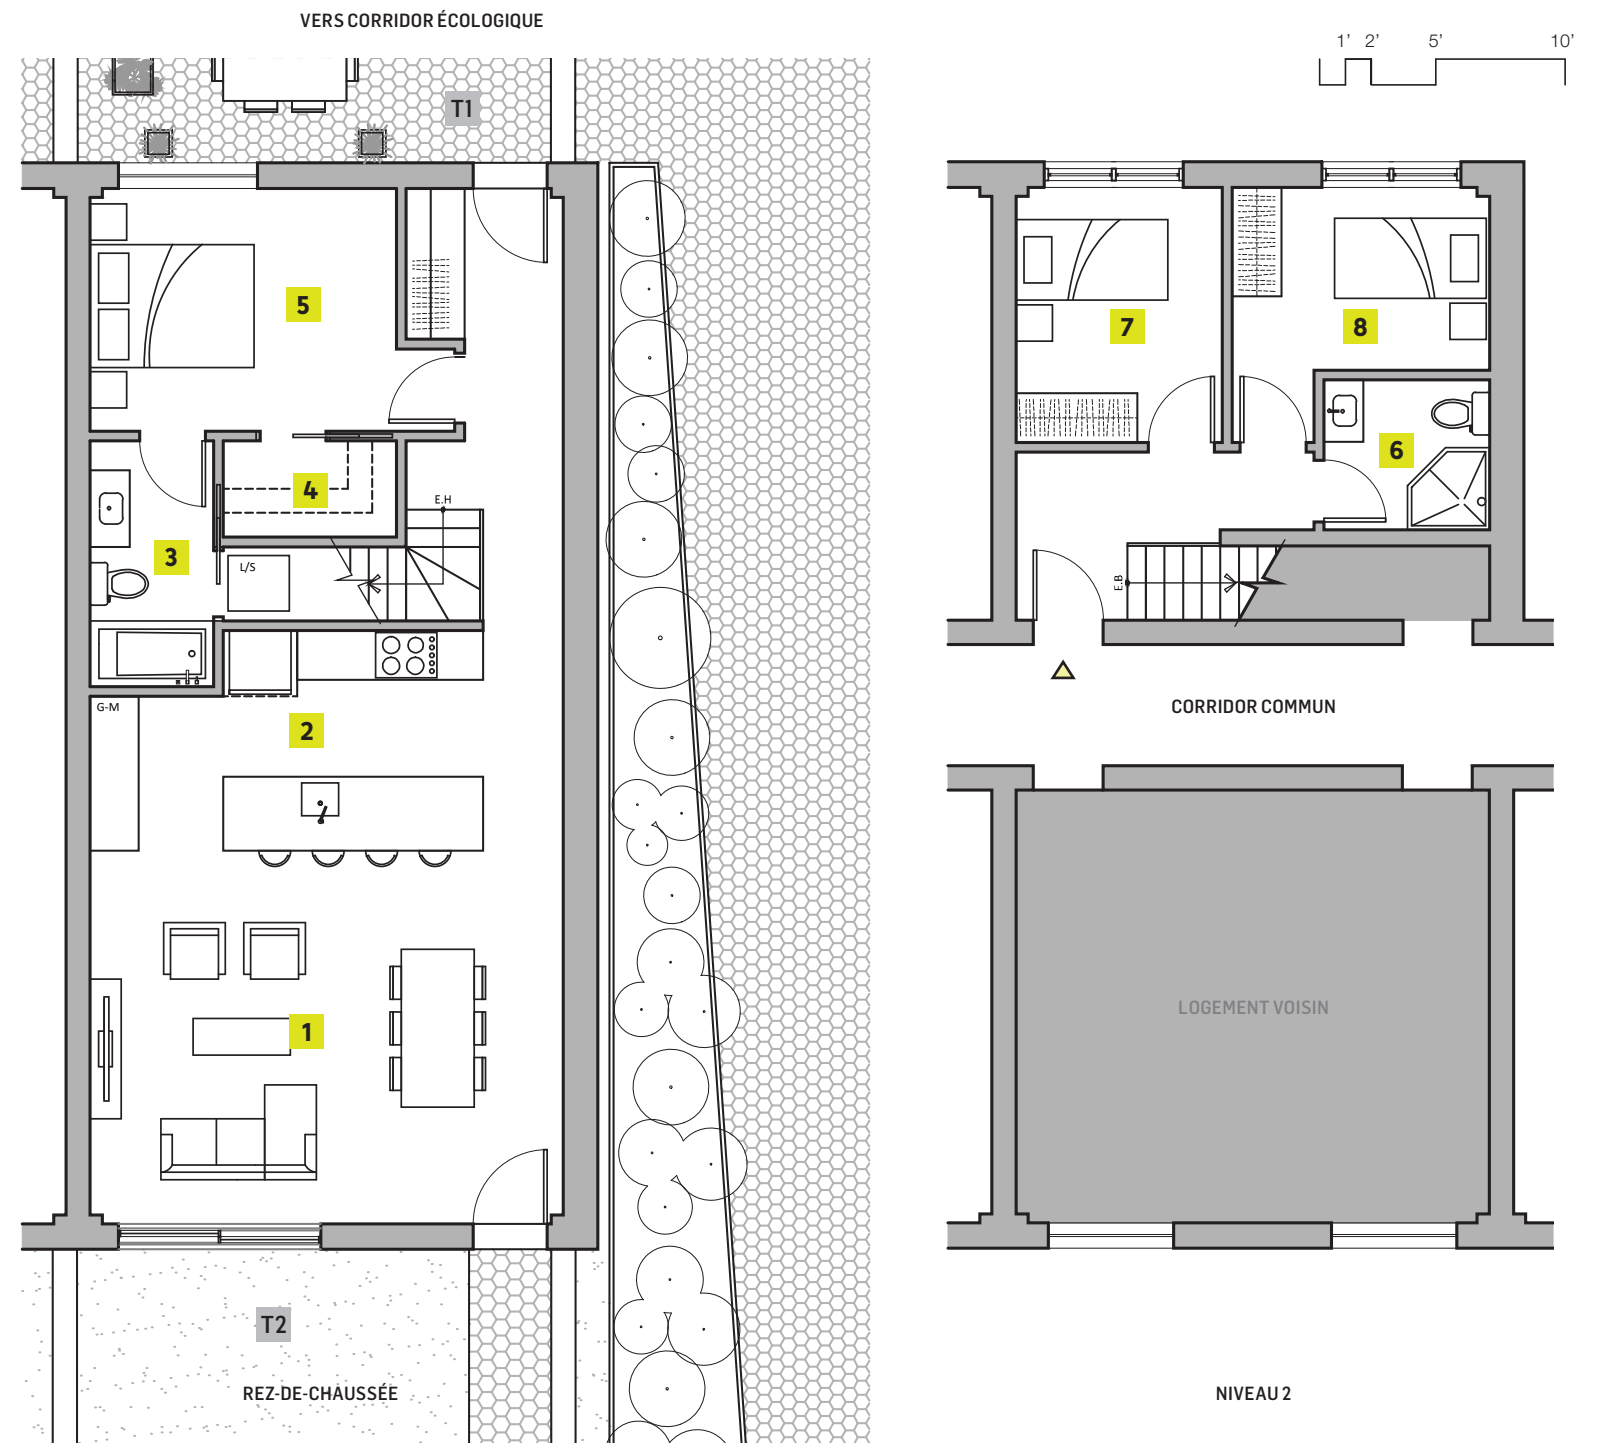 VERS CORRIDOR ÉCOLOGIQUE
1' 2' 5' 10'
T1
5
4
E.H
3
L/S
G-M
2
1
T2
REZ-DE-CHAUSSÉE
7
8
6
E.B
CORRIDOR COMMUN
LOGEMENT VOISIN
NIVEAU 2